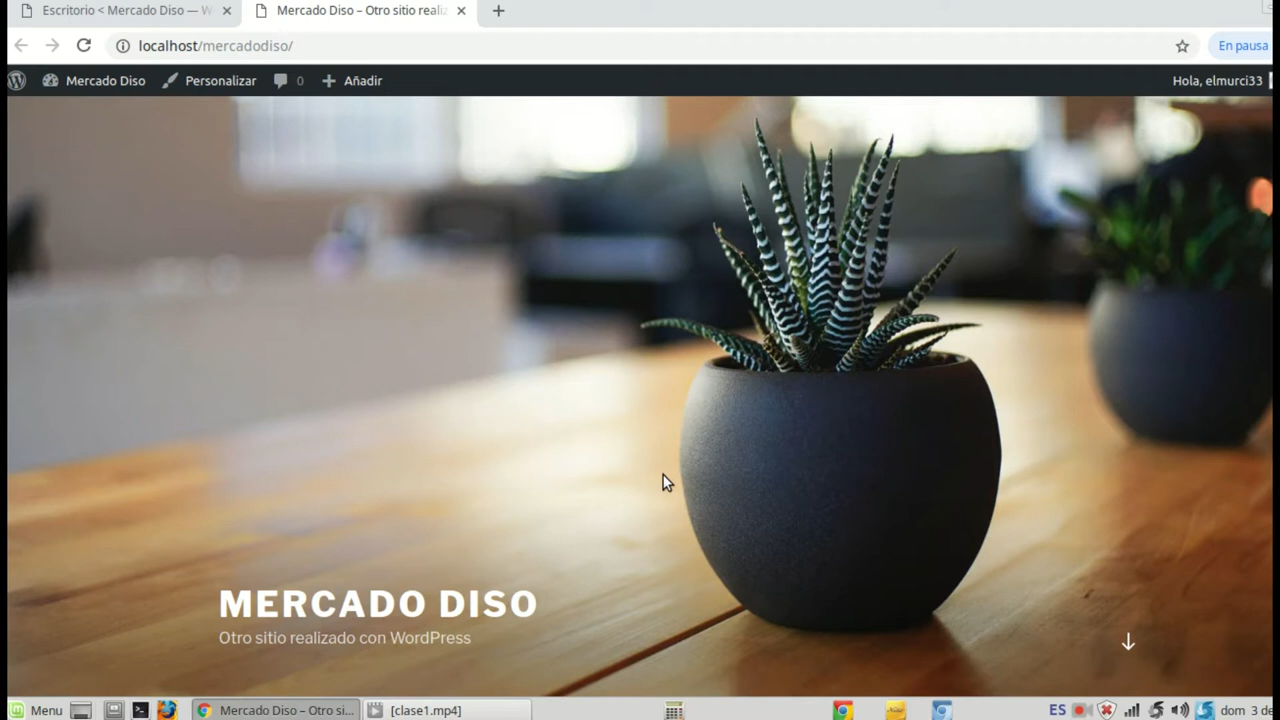 Escritorio < Mercado Diso — W
Mercado Diso – Otro sitio realiz
localhost/mercadodiso/
En pausa
Mercado Diso
Personalizar
0
Añadir
Hola, elmurci33
MERCADO DISO
Otro sitio realizado con WordPress
Menu
Mercado Diso – Otro si...
[clase1.mp4]
ES
dom 3 de